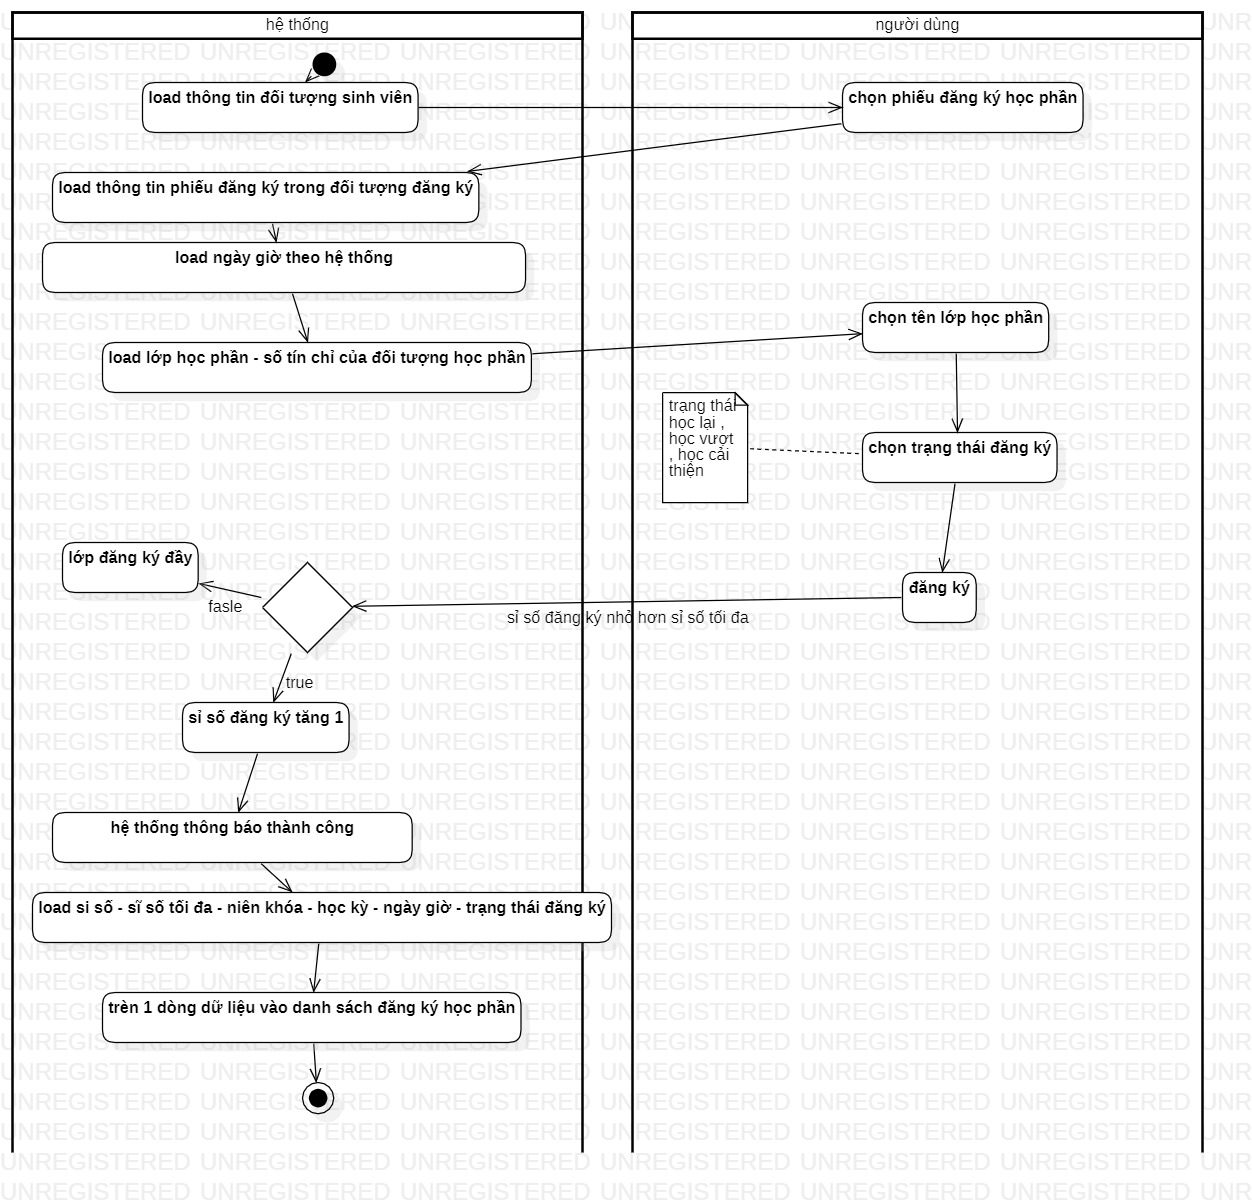 hệ thống
người dùng
load thông tin đối tượng sinh viên
chọn phiếu đăng ký học phần
load thông tin phiếu đăng ký trong đối tượng đăng ký
load ngày giờ theo hệ thống
chọn tên lớp học phần
load lớp học phần - số tín chỉ của đối tượng học phần
trạng thái
học lại ,
học vượt
, học cải
thiện
chọn trạng thái đăng ký
lớp đăng ký đầy
đăng ký
fasle
sỉ số đăng ký nhỏ hơn sỉ số tối đa
true
sỉ số đăng ký tăng 1
hệ thống thông báo thành công
load si số - sĩ số tối đa - niên khóa - học kỳ - ngày giờ - trạng thái đăng ký
trèn 1 dòng dữ liệu vào danh sách đăng ký học phần
UNREGISTERED